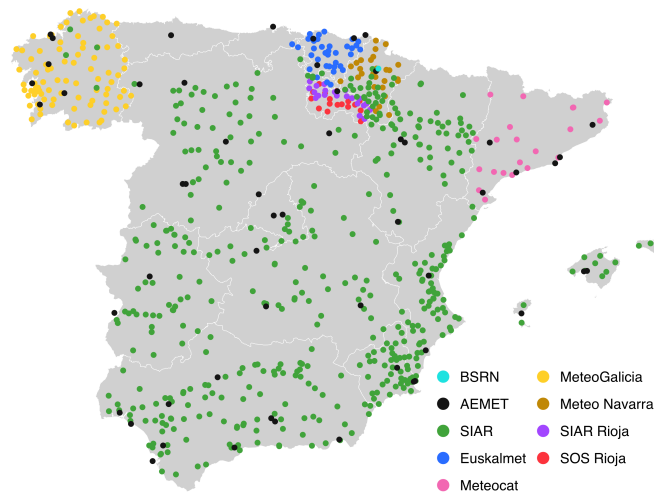 BSRN
AEMET
SIAR
Euskalmet
Meteocat
MeteoGalicia
Meteo Navarra
SIAR Rioja
SOS Rioja